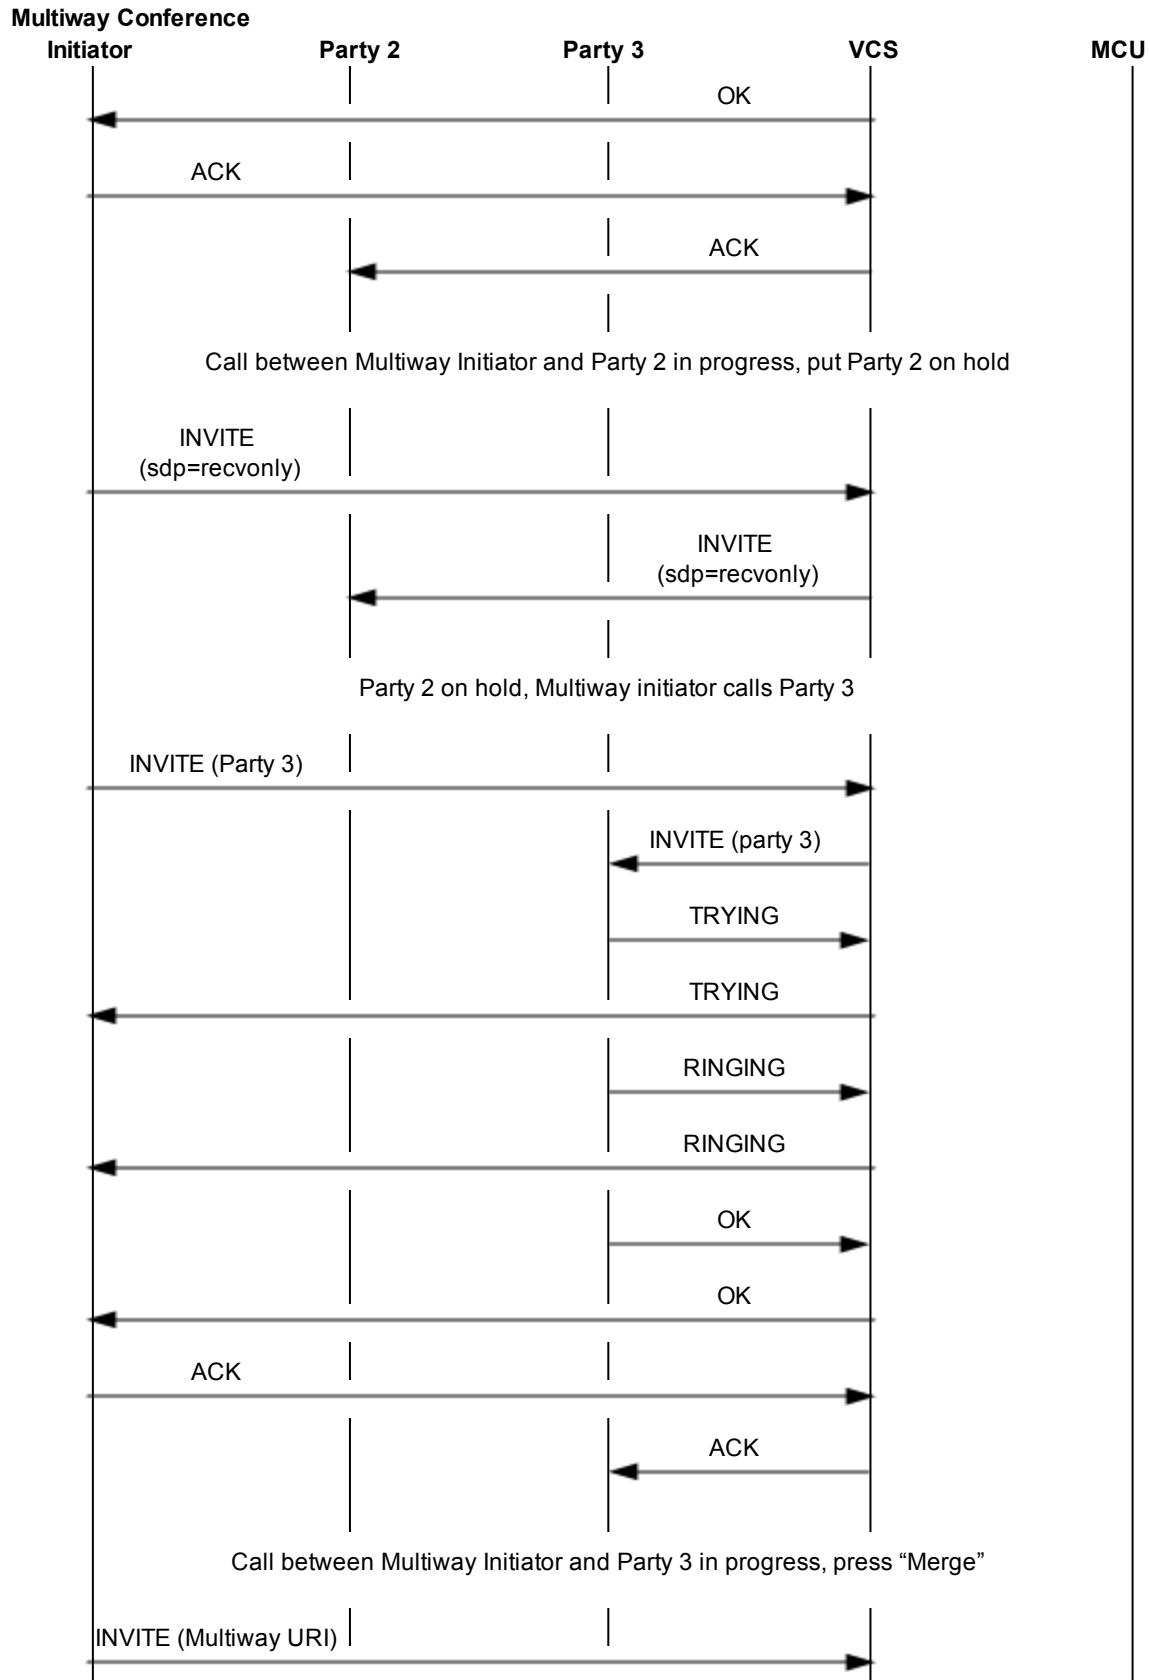 Multiway Conference
Initiator Party 2 Party 3 VCS MCU
OK
ACK
ACK
Call between Multiway Initiator and Party 2 in progress, put Party 2 on hold
INVITE
(sdp=recvonly)
INVITE
(sdp=recvonly)
Party 2 on hold, Multiway initiator calls Party 3
INVITE (Party 3)
INVITE (party 3)
TRYING
TRYING
RINGING
RINGING
OK
OK
ACK
ACK
Call between Multiway Initiator and Party 3 in progress, press “Merge”
INVITE (Multiway URI)